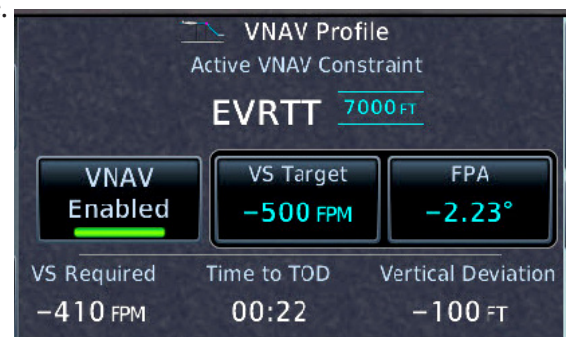 VNAV Profile
Active VNAV Constraint
EVRTT 7000 FT
VNAV Enabled
VS Target
−500 FPM
FPA
−2.23°
VS Required
−410 FPM
Time to TOD
00:22
Vertical Deviation
−100 FT